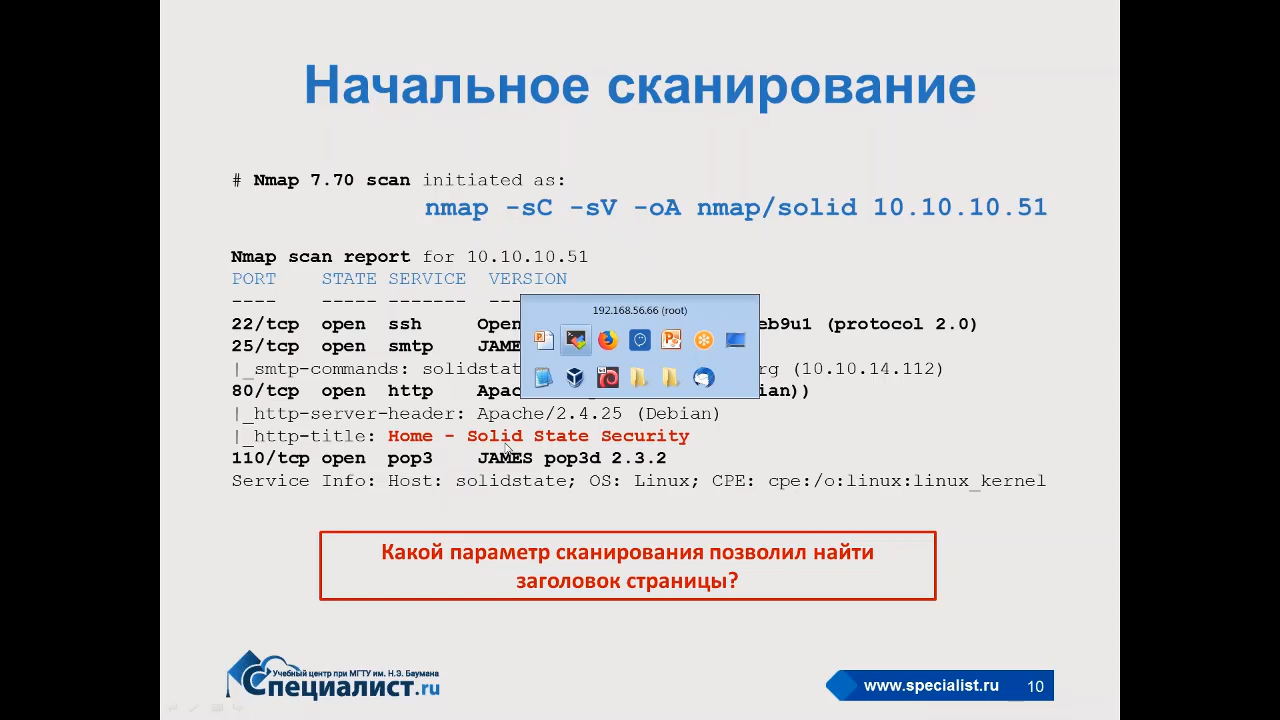 Начальное сканирование
# Nmap 7.70 scan initiated as:
nmap -sC -sV -oA nmap/solid 10.10.10.51
Nmap scan report for 10.10.10.51
PORT STATE SERVICE VERSION
---- ----- ------- ---
192.168.56.66 (root)
22/tcp open ssh Open eb9u1 (protocol 2.0)
25/tcp open smtp JAME
|_smtp-commands: solidstat rg (10.10.14.112)
80/tcp open http Apac ian))
|_http-server-header: Apache/2.4.25 (Debian)
|_http-title: Home - Solid State Security
110/tcp open pop3 JAMES pop3d 2.3.2
Service Info: Host: solidstate; OS: Linux; CPE: cpe:/o:linux:linux_kernel
Какой параметр сканирования позволил найти
заголовок страницы?
Учебный центр при МГТУ им. Н.Э. Баумана
Специалист.ru
www.specialist.ru 10